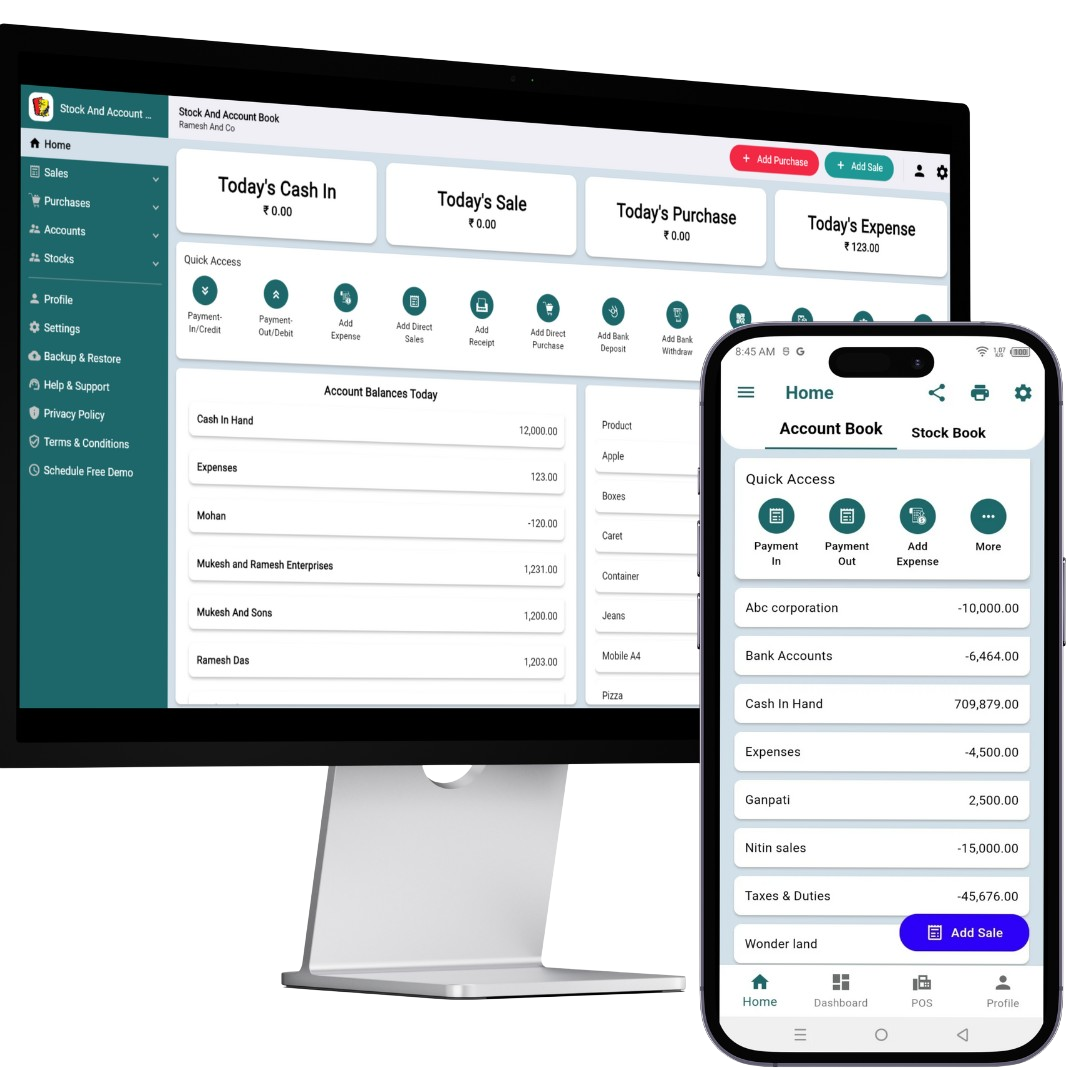 Stock And Account ...
Home
Sales
Purchases
Accounts
Stocks
Profile
Settings
Backup & Restore
Help & Support
Privacy Policy
Terms & Conditions
Schedule Free Demo
Stock And Account Book
Ramesh And Co
+ Add Purchase
+ Add Sale
Today's Cash In
₹ 0.00
Today's Sale
₹ 0.00
Today's Purchase
₹ 0.00
Today's Expense
₹ 123.00
Quick Access
Payment-
In/Credit
Payment-
Out/Debit
Add
Expense
Add Direct
Sales
Add
Receipt
Add Direct
Purchase
Add Bank
Deposit
Add Bank
Withdraw
Account Balances Today
Cash In Hand 12,000.00
Expenses 123.00
Mohan -120.00
Mukesh and Ramesh Enterprises 1,231.00
Mukesh And Sons 1,200.00
Ramesh Das 1,203.00
Product
Apple
Boxes
Caret
Container
Jeans
Mobile A4
Pizza
8:45 AM G 1.07
Home
Account Book Stock Book
Quick Access
Payment
In
Payment
Out
Add
Expense
More
Abc corporation -10,000.00
Bank Accounts -6,464.00
Cash In Hand 709,879.00
Expenses -4,500.00
Ganpati 2,500.00
Nitin sales -15,000.00
Taxes & Duties -45,676.00
Wonder land
Add Sale
Home Dashboard POS Profile